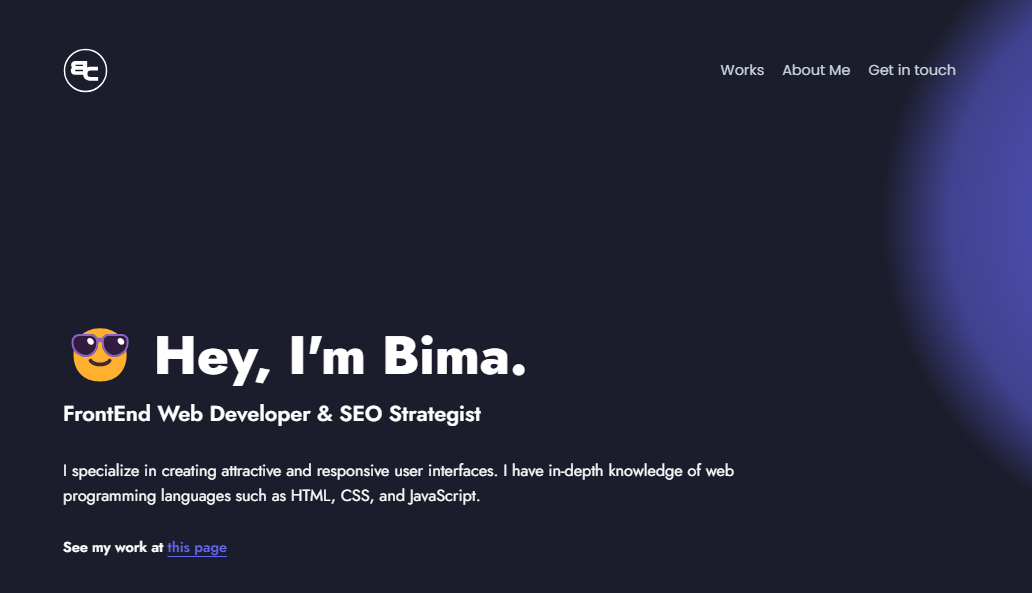 BC
Works About Me Get in touch
Hey, I'm Bima.
FrontEnd Web Developer & SEO Strategist
I specialize in creating attractive and responsive user interfaces. I have in-depth knowledge of web
programming languages such as HTML, CSS, and JavaScript.
See my work at this page